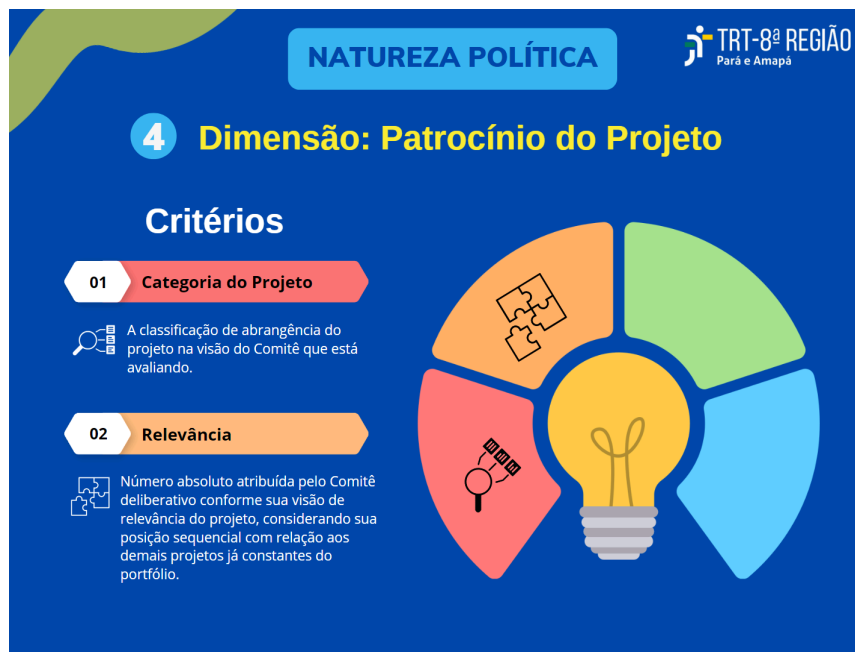 NATUREZA POLÍTICA
TRT-8ª REGIÃO
Pará e Amapá
4 Dimensão: Patrocínio do Projeto
Critérios
01 Categoria do Projeto
A classificação de abrangência do
projeto na visão do Comitê que está
avaliando.
02 Relevância
Número absoluto atribuída pelo Comitê
deliberativo conforme sua visão de
relevância do projeto, considerando sua
posição sequencial com relação aos
demais projetos já constantes do
portfólio.